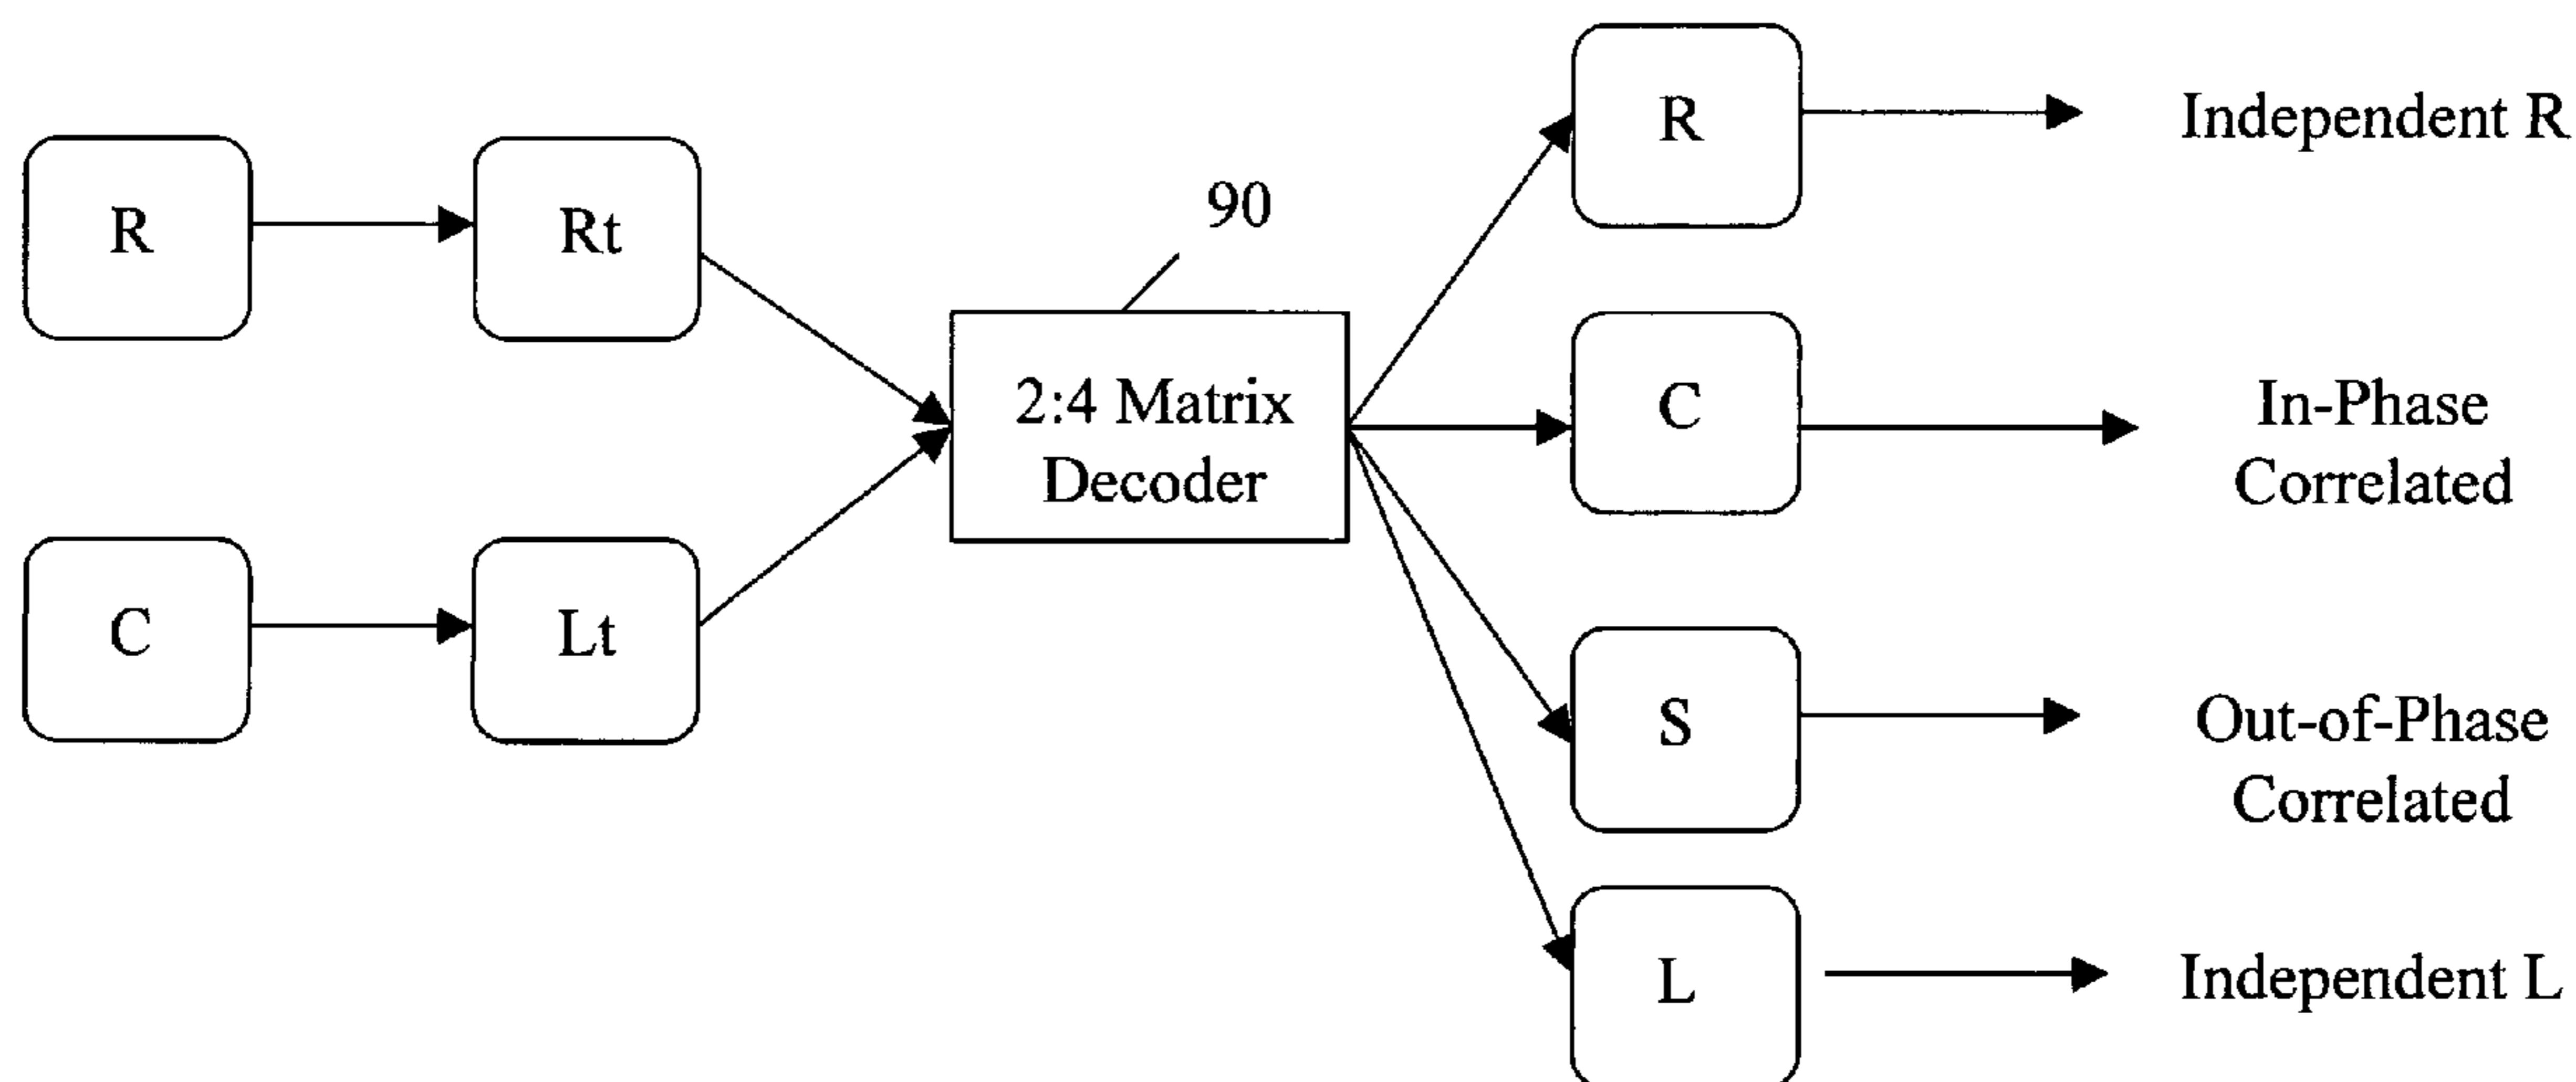 R
Rt
C
Lt
90
2:4 Matrix
Decoder
R
Independent R
C
In-Phase
Correlated
S
Out-of-Phase
Correlated
L
Independent L